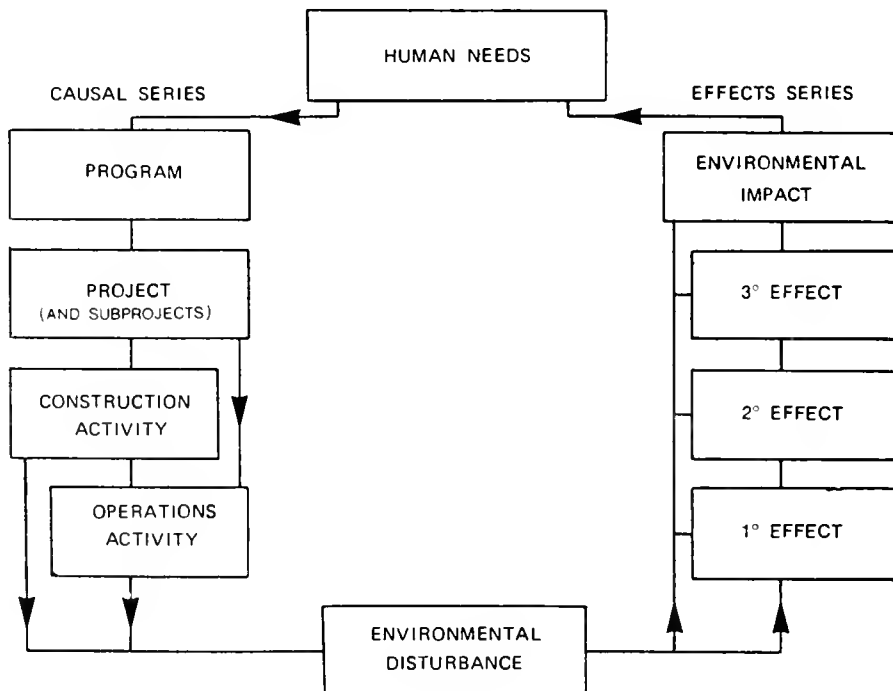 HUMAN NEEDS
CAUSAL SERIES
EFFECTS SERIES
PROGRAM
ENVIRONMENTAL
IMPACT
PROJECT
(AND SUBPROJECTS)
3° EFFECT
CONSTRUCTION
ACTIVITY
2° EFFECT
OPERATIONS
ACTIVITY
1° EFFECT
ENVIRONMENTAL
DISTURBANCE